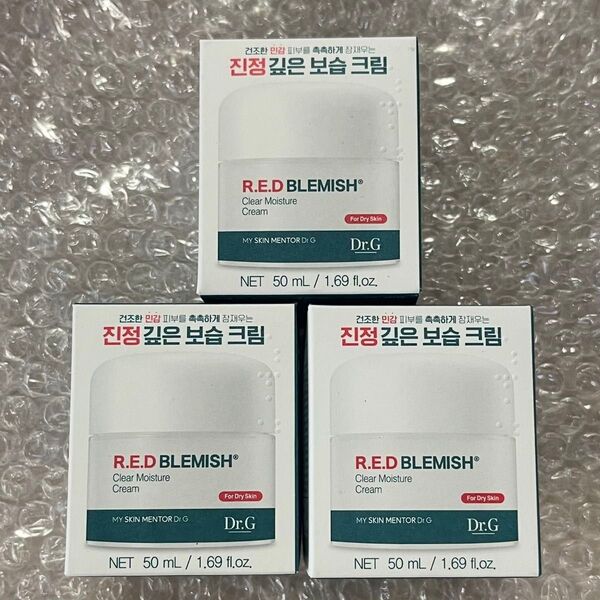 건조한 민감 피부를 촉촉하게 잠재우는
진정 깊은 보습 크림
R.E.D BLEMISH®
Clear Moisture
Cream
For Dry Skin
MY SKIN MENTOR Dr.G
Dr.G
NET 50 mL / 1.69 fl.oz.
건조한 민감 피부를 촉촉하게 잠재우는
진정 깊은 보습 크림
R.E.D BLEMISH®
Clear Moisture
Cream
For Dry Skin
MY SKIN MENTOR Dr.G
Dr.G
NET 50 mL / 1.69 fl.oz.
건조한 민감 피부를 촉촉하게 잠재우는
진정 깊은 보습 크림
R.E.D BLEMISH®
Clear Moisture
Cream
For Dry Skin
MY SKIN MENTOR Dr.G
Dr.G
NET 50 mL / 1.69 fl.oz.